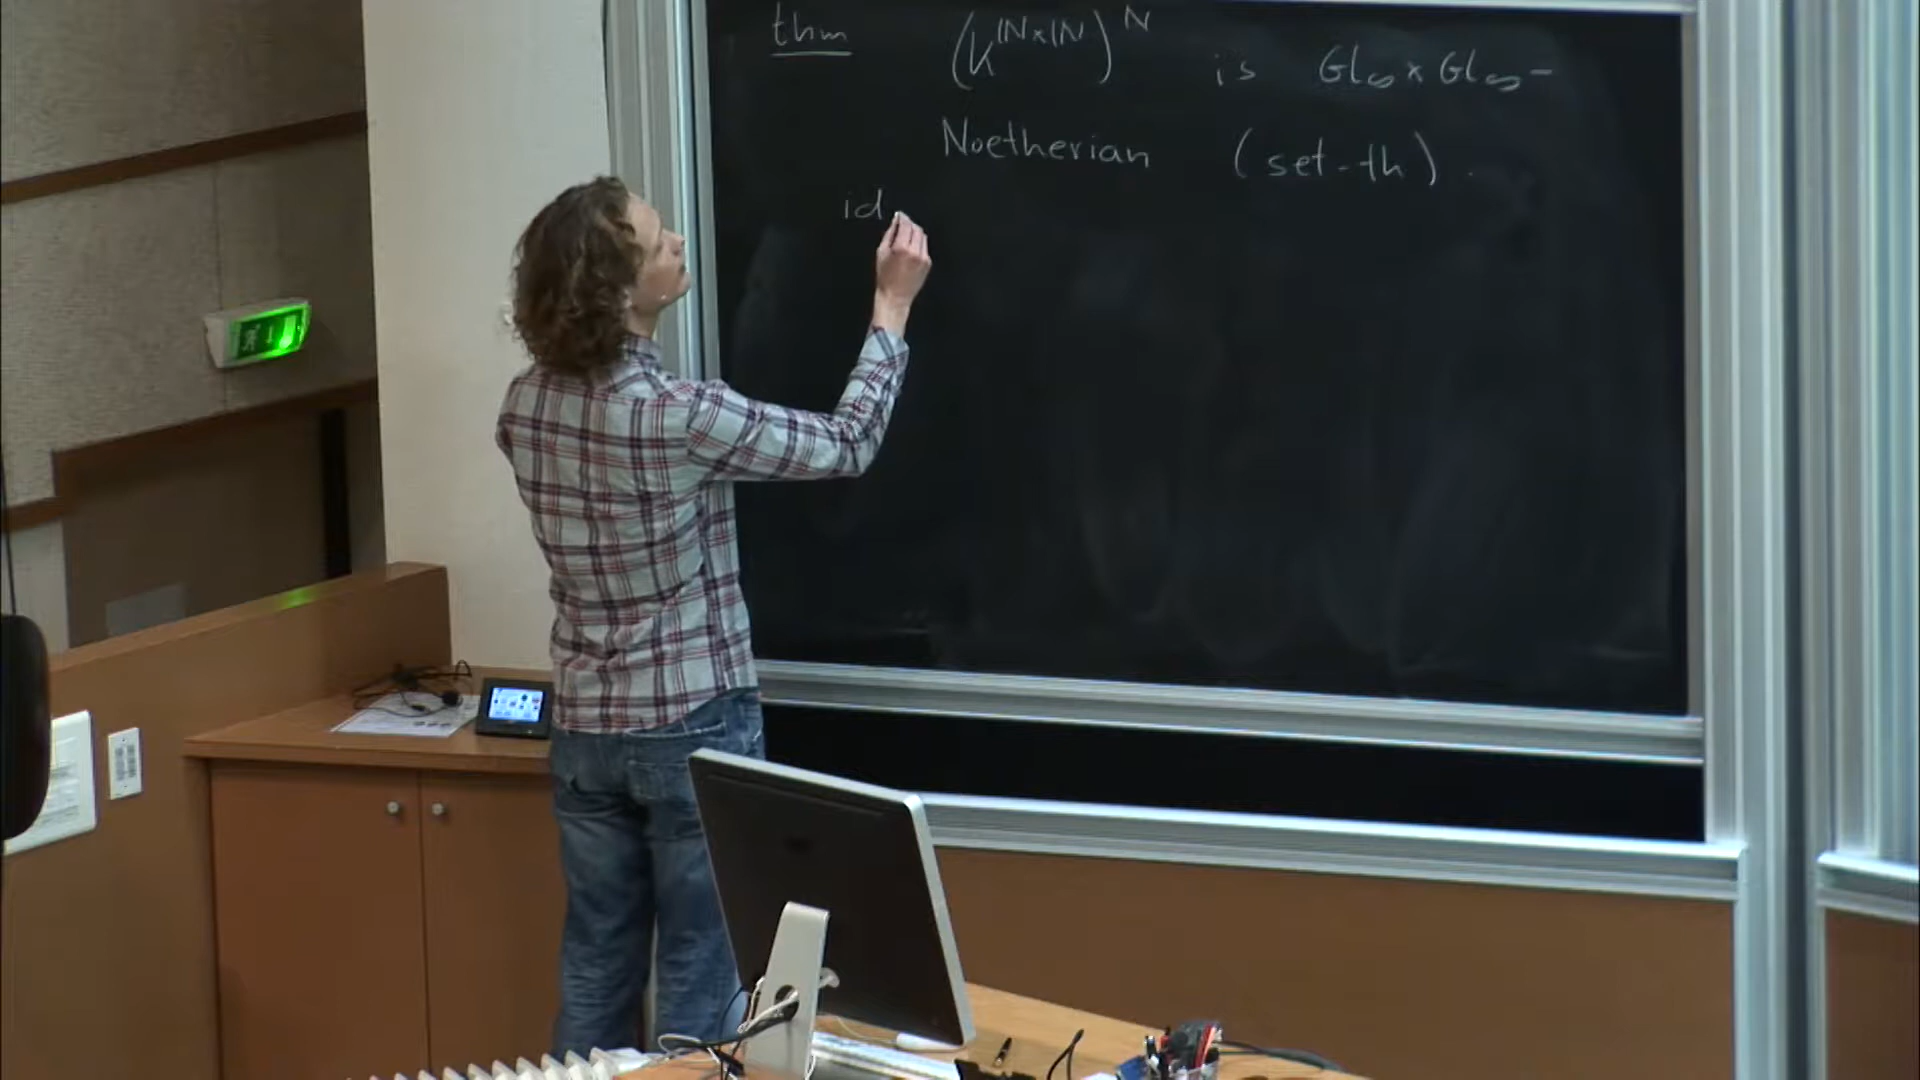 thm (K^{ℕ×ℕ})^N is GL∞ × GL∞ -
Noetherian (set-th).
id